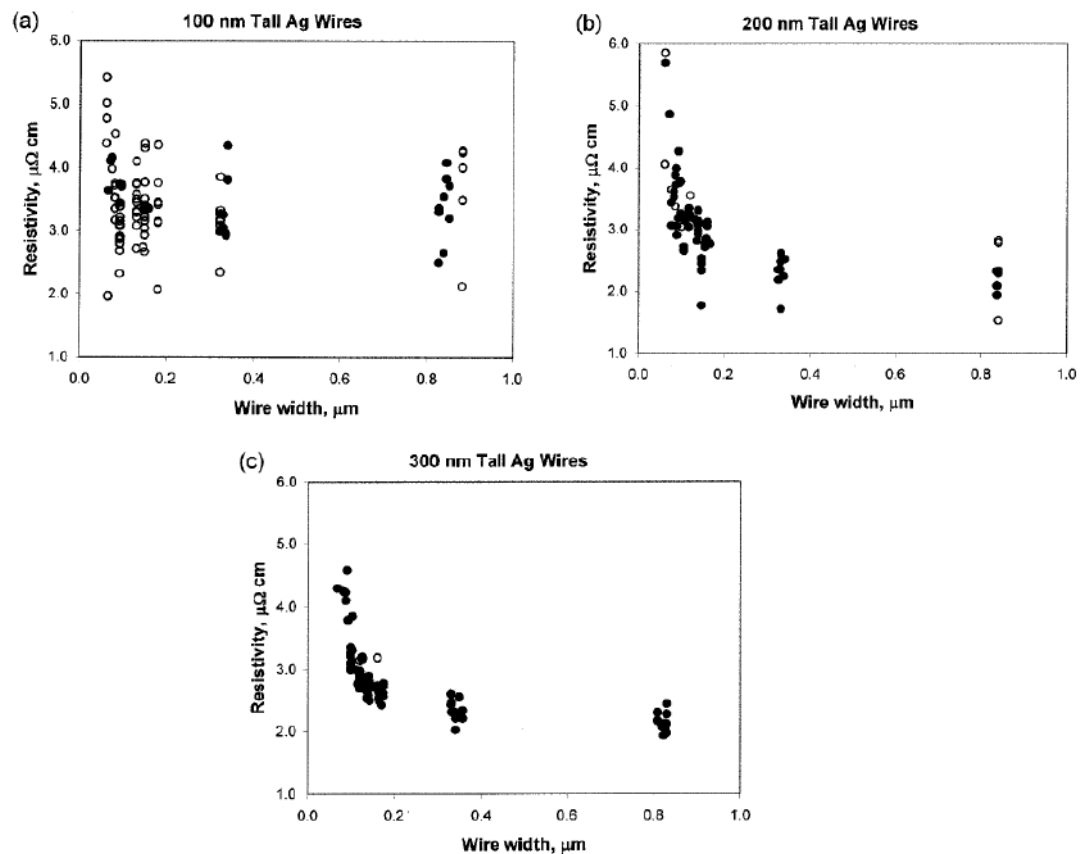 (a)
100 nm Tall Ag Wires
6.0
5.0
4.0
3.0
2.0
1.0
Resistivity, μΩ cm
0.0 0.2 0.4 0.6 0.8 1.0
Wire width, μm
(b)
200 nm Tall Ag Wires
6.0
5.0
4.0
3.0
2.0
1.0
Resistivity, μΩ cm
0.0 0.2 0.4 0.6 0.8 1.0
Wire width, μm
(c)
300 nm Tall Ag Wires
6.0
5.0
4.0
3.0
2.0
1.0
Resistivity, μΩ cm
0.0 0.2 0.4 0.6 0.8 1.0
Wire width, μm